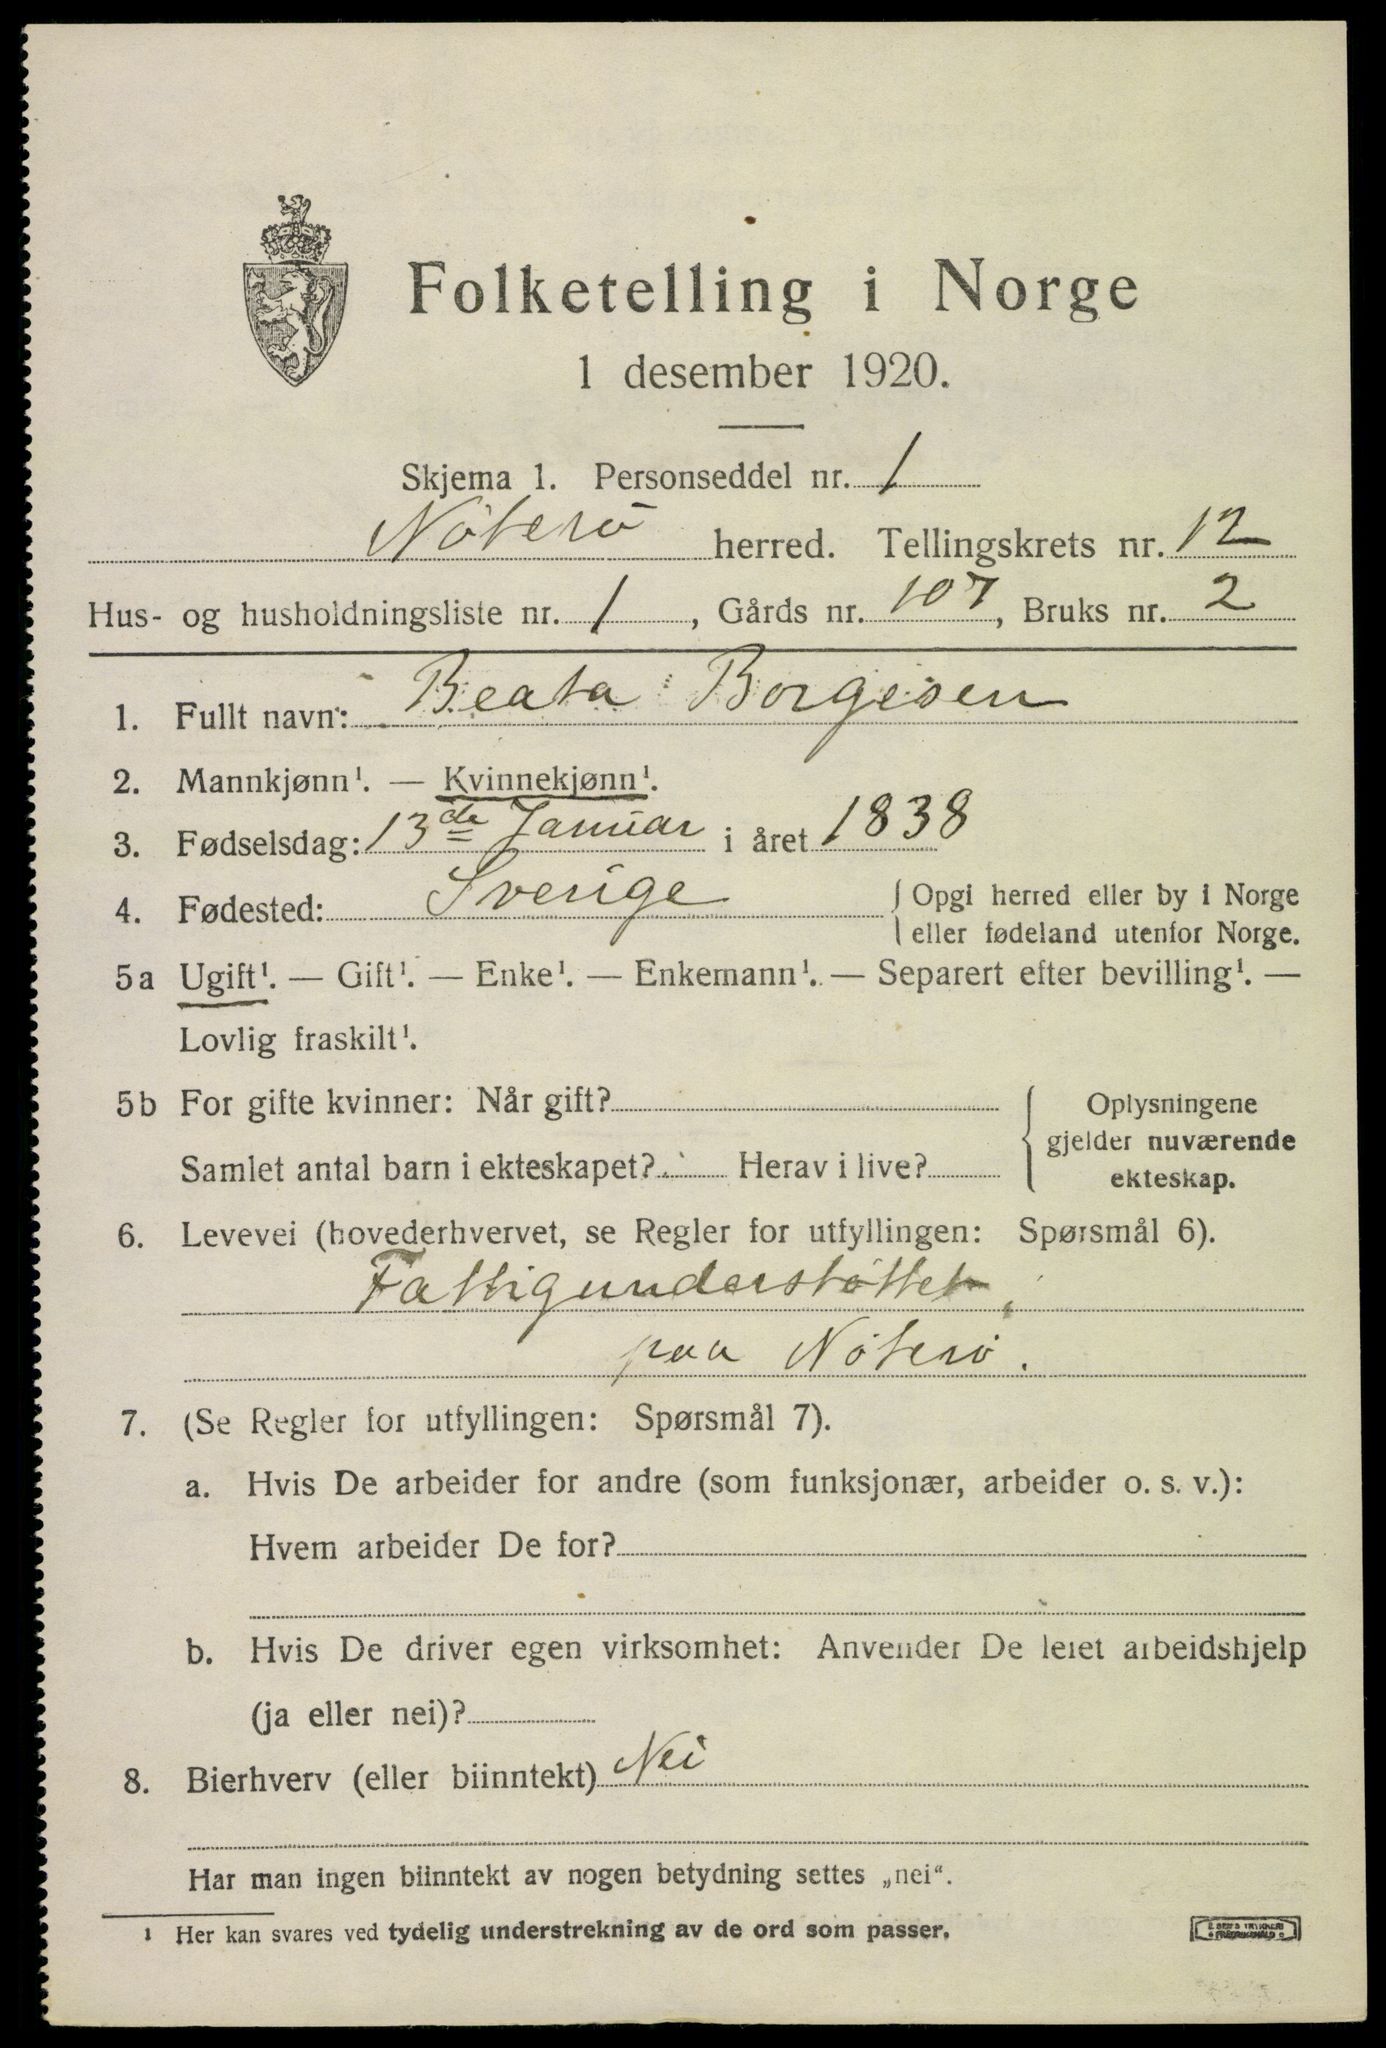 Folketelling i Norge
1 desember 1920.
Skjema 1. Personseddel nr. 1
Nöterö herred. Tellingskrets nr. 12
Hus- og husholdningsliste nr. 1, Gårds nr. 107, Bruks nr. 2
1. Fullt navn: Beata Borgesen
2. Mannkjønn¹. — Kvinnekjønn¹.
3. Fødselsdag: 13de Januar i året 1838
4. Fødested: Sverige { Opgi herred eller by i Norge
eller fødeland utenfor Norge.
5a Ugift¹. — Gift¹. — Enke¹. — Enkemann¹. — Separert efter bevilling¹. —
Lovlig fraskilt¹.
5b For gifte kvinner: Når gift?
Samlet antal barn i ekteskapet? Herav i live?
Oplysningene
gjelder nuværende
ekteskap.
6. Levevei (hovederhvervet, se Regler for utfyllingen: Spørsmål 6).
Fattigunderstöttet,
paa Nöterö.
7. (Se Regler for utfyllingen: Spørsmål 7).
a. Hvis De arbeider for andre (som funksjonær, arbeider o. s. v.):
Hvem arbeider De for?
b. Hvis De driver egen virksomhet: Anvender De leiet arbeidshjelp
(ja eller nei)?
8. Bierhverv (eller biinntekt) Nei
Har man ingen biinntekt av nogen betydning settes „nei“.
¹ Her kan svares ved tydelig understrekning av de ord som passer.